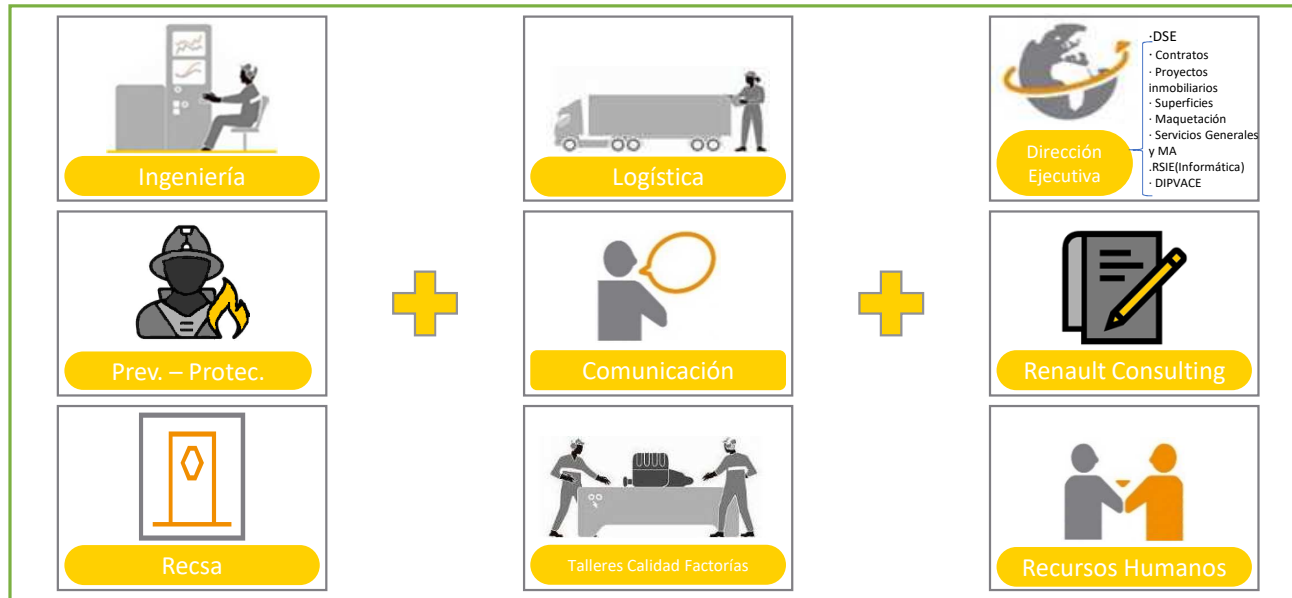 Ingeniería
Logística
Dirección
Ejecutiva
·DSE
· Contratos
· Proyectos
inmobiliarios
· Superficies
· Maquetación
· Servicios Generales
y MA
.RSIE(Informática)
· DIPVACE
Prev. – Protec.
Comunicación
Renault Consulting
Recsa
Talleres Calidad Factorías
Recursos Humanos